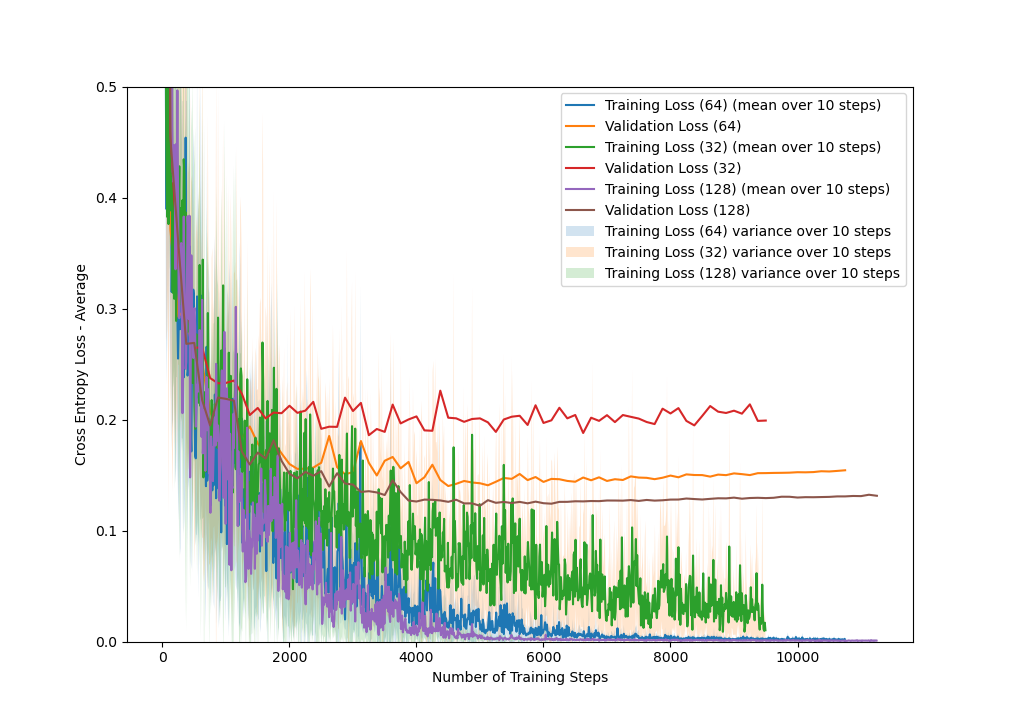 0.5
0.4
0.3
0.2
0.1
0.0
Cross Entropy Loss - Average
Training Loss (64) (mean over 10 steps)
Validation Loss (64)
Training Loss (32) (mean over 10 steps)
Validation Loss (32)
Training Loss (128) (mean over 10 steps)
Validation Loss (128)
Training Loss (64) variance over 10 steps
Training Loss (32) variance over 10 steps
Training Loss (128) variance over 10 steps
0 2000 4000 6000 8000 10000
Number of Training Steps